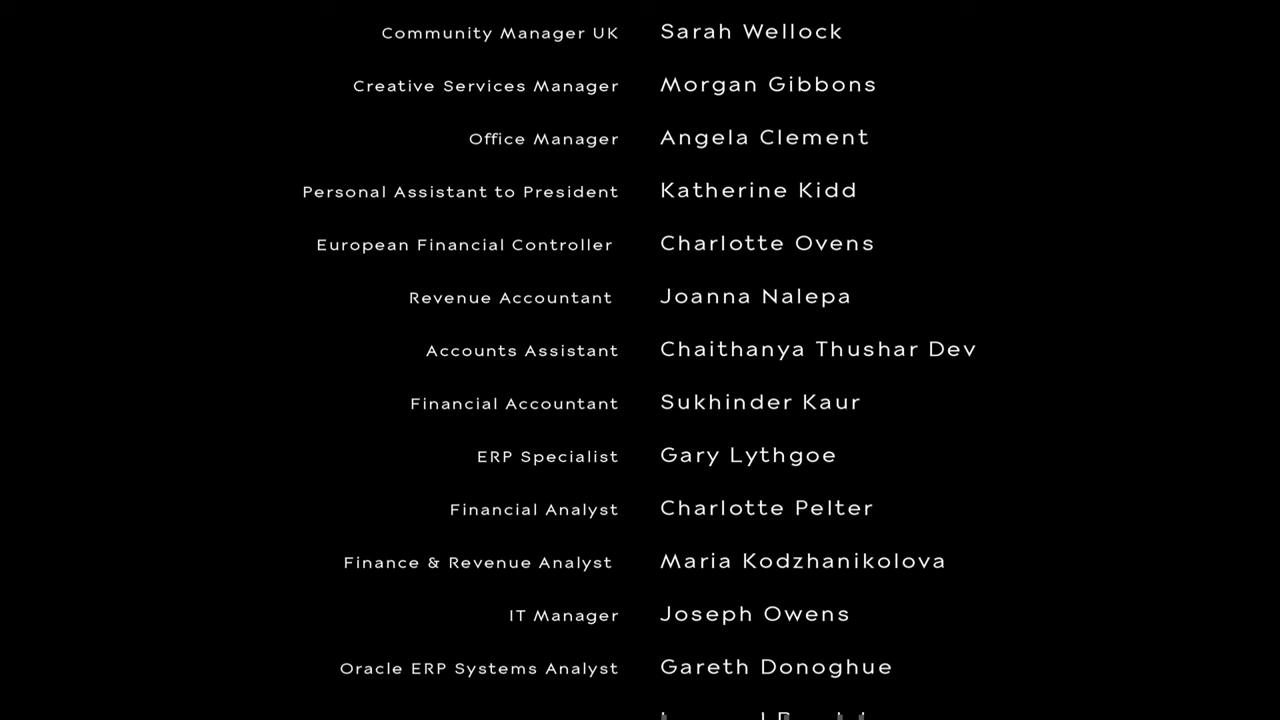 Community Manager UK Sarah Wellock
Creative Services Manager Morgan Gibbons
Office Manager Angela Clement
Personal Assistant to President Katherine Kidd
European Financial Controller Charlotte Ovens
Revenue Accountant Joanna Nalepa
Accounts Assistant Chaithanya Thushar Dev
Financial Accountant Sukhinder Kaur
ERP Specialist Gary Lythgoe
Financial Analyst Charlotte Pelter
Finance & Revenue Analyst Maria Kodzhanikolova
IT Manager Joseph Owens
Oracle ERP Systems Analyst Gareth Donoghue